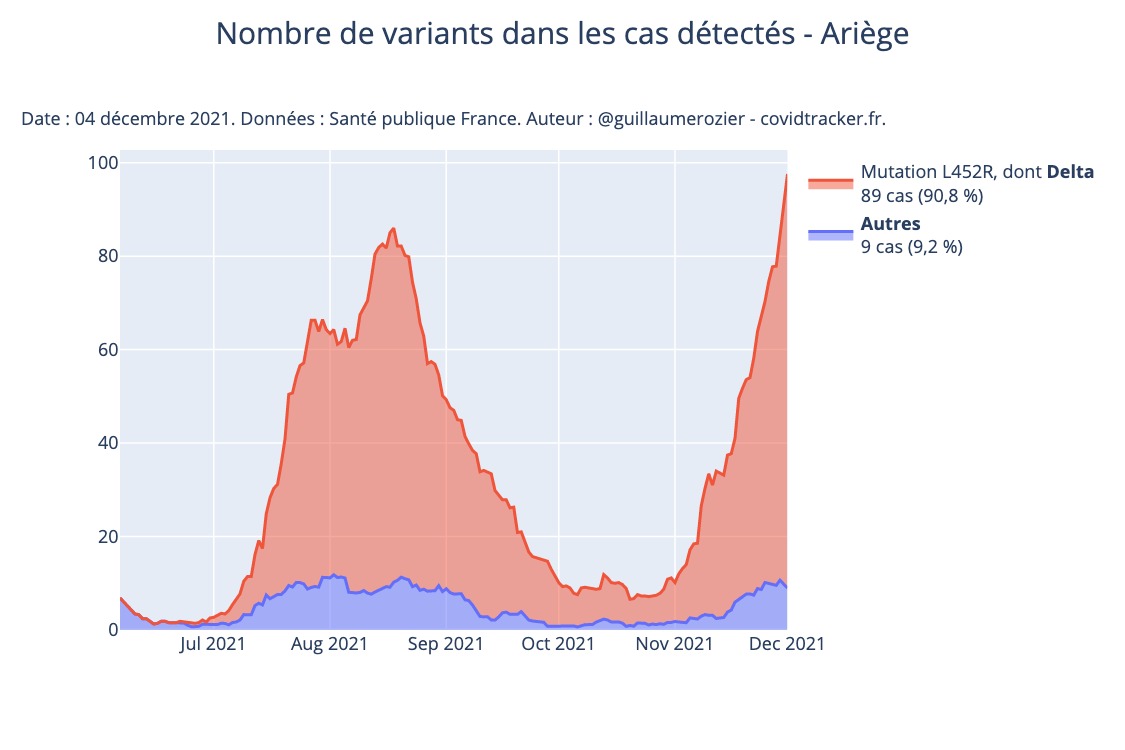 Nombre de variants dans les cas détectés - Ariège
Date : 04 décembre 2021. Données : Santé publique France. Auteur : @guillaumerozier - covidtracker.fr.
100
80
60
40
20
0
Jul 2021
Aug 2021
Sep 2021
Oct 2021
Nov 2021
Dec 2021
Mutation L452R, dont Delta
89 cas (90,8 %)
Autres
9 cas (9,2 %)